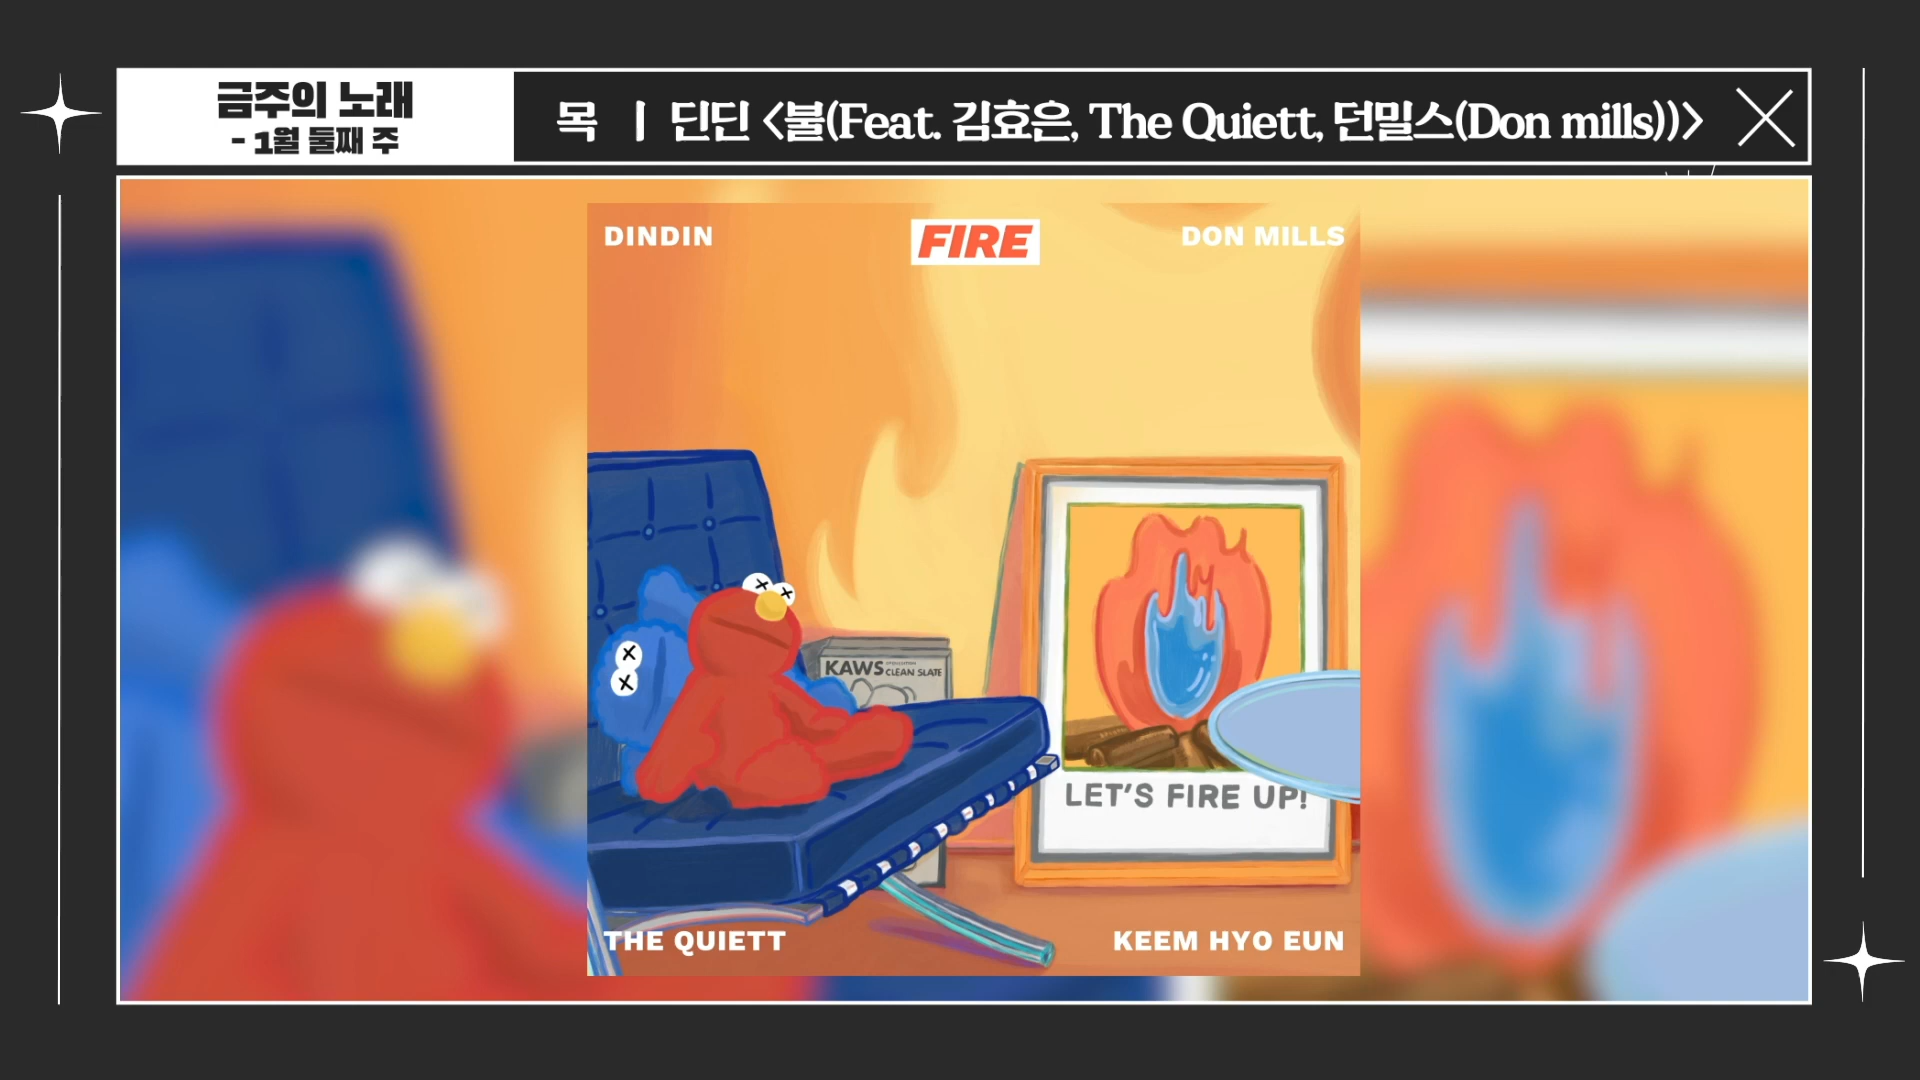 금주의 노래
- 1월 둘째 주
목 | 딘딘 <불(Feat. 김효은, The Quiett, 던밀스(Don mills))>
DINDIN
FIRE
DON MILLS
KAWS
CLEAN SLATE
LET'S FIRE UP!
THE QUIETT
KEEM HYO EUN